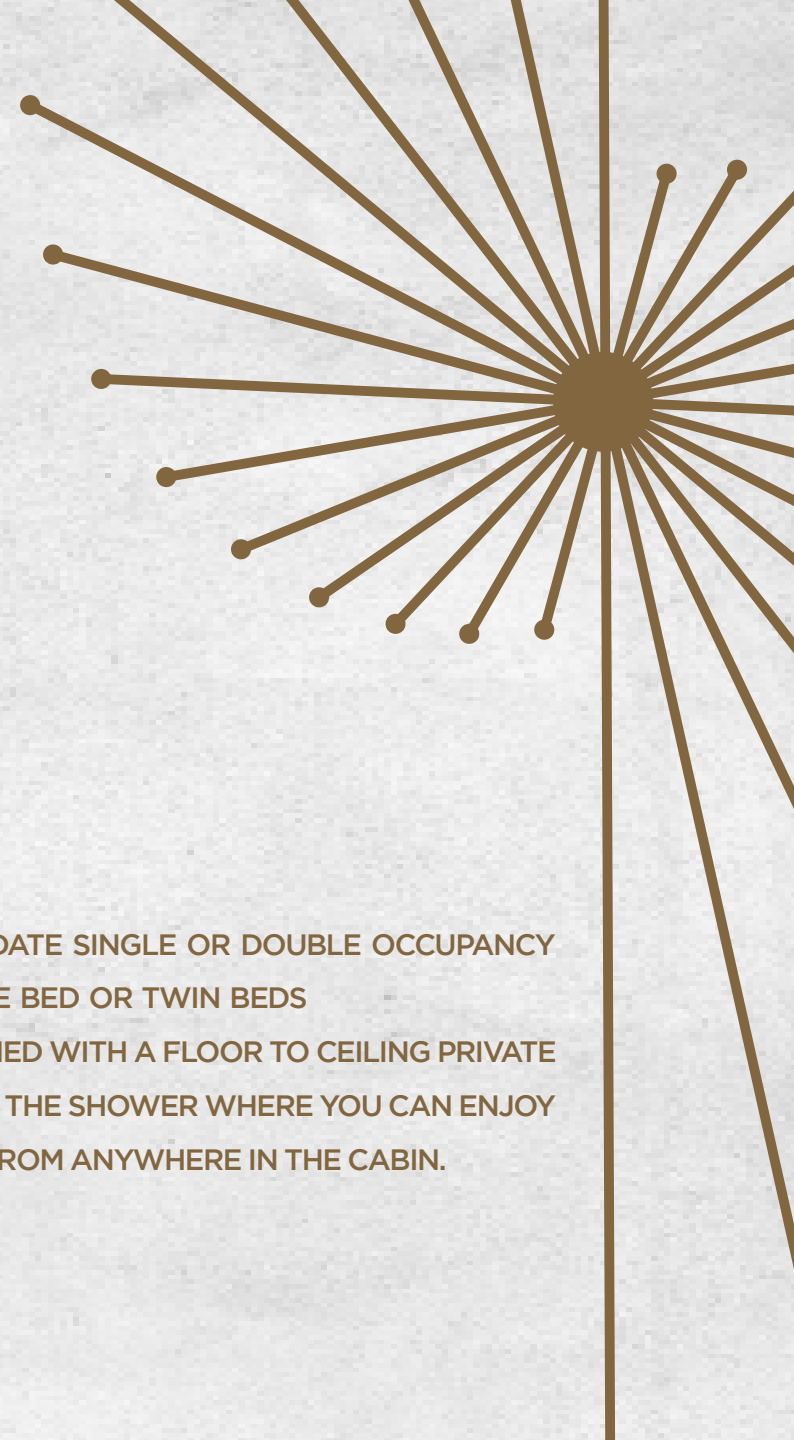 DATE SINGLE OR DOUBLE OCCUPANCY
E BED OR TWIN BEDS
NED WITH A FLOOR TO CEILING PRIVATE
THE SHOWER WHERE YOU CAN ENJOY
ROM ANYWHERE IN THE CABIN.